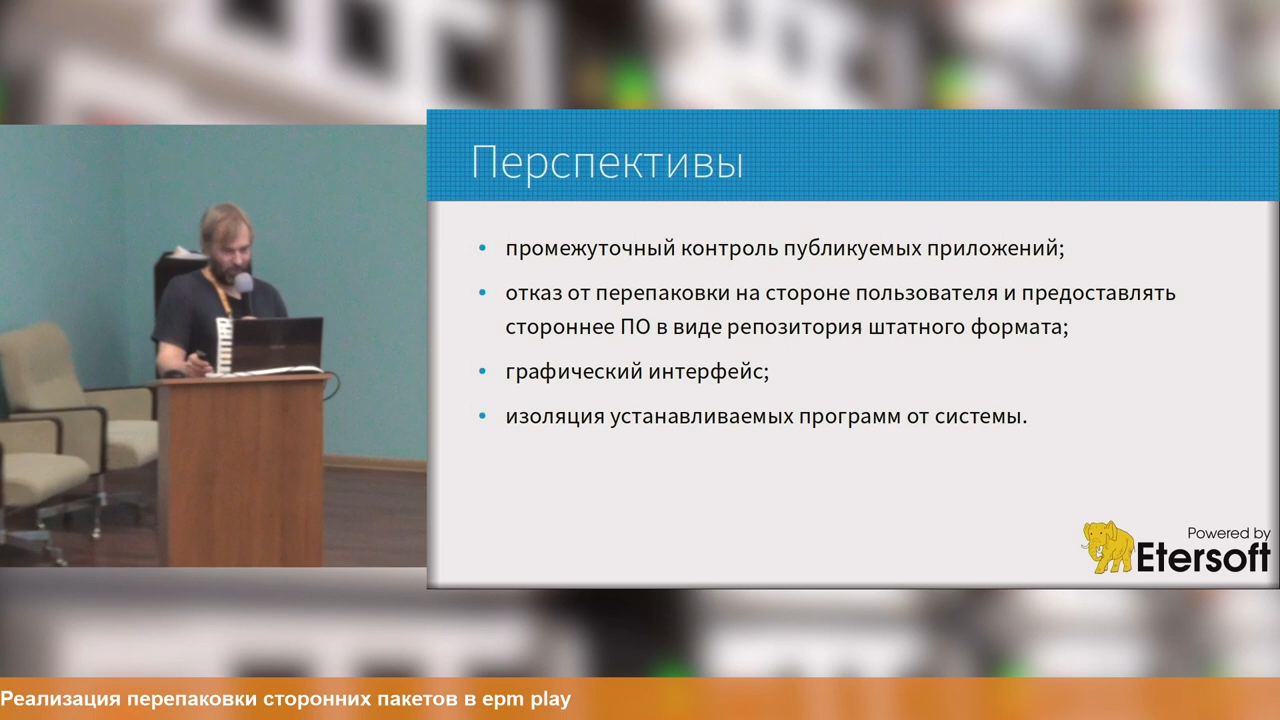 Перспективы
промежуточный контроль публикуемых приложений;
отказ от перепаковки на стороне пользователя и предоставлять
стороннее ПО в виде репозитория штатного формата;
графический интерфейс;
изоляция устанавливаемых программ от системы.
Powered by
Etersoft
Реализация перепаковки сторонних пакетов в epm play